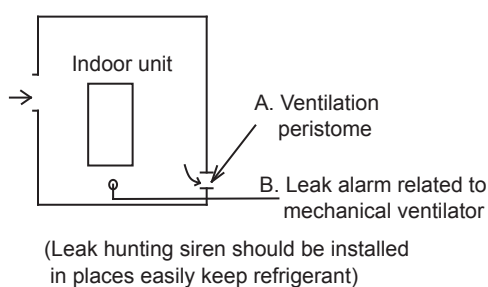 Indoor unit
A. Ventilation
peristome
B. Leak alarm related to
mechanical ventilator
(Leak hunting siren should be installed
in places easily keep refrigerant)